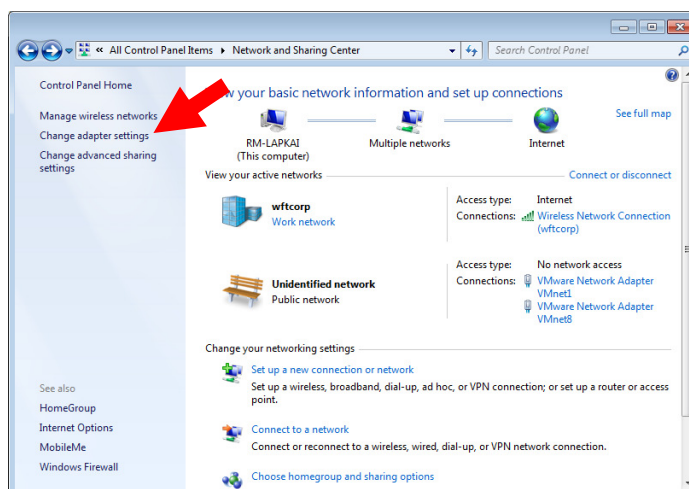 « All Control Panel Items ▸ Network and Sharing Center
Search Control Panel
Control Panel Home
Manage wireless networks
Change adapter settings
Change advanced sharing
settings
your basic network information and set up connections
See full map
RM-LAPKAI
(This computer)
Multiple networks
Internet
View your active networks
Connect or disconnect
wftcorp
Work network
Access type: Internet
Connections: Wireless Network Connection
(wftcorp)
Unidentified network
Public network
Access type: No network access
Connections: VMware Network Adapter
VMnet1
VMware Network Adapter
VMnet8
Change your networking settings
Set up a new connection or network
Set up a wireless, broadband, dial-up, ad hoc, or VPN connection; or set up a router or access
point.
Connect to a network
Connect or reconnect to a wireless, wired, dial-up, or VPN network connection.
Choose homegroup and sharing options
See also
HomeGroup
Internet Options
MobileMe
Windows Firewall